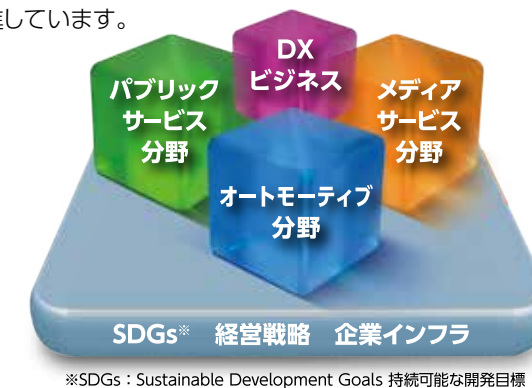 進しています。
DX
ビジネス
パブリック
サービス
分野
メディア
サービス
分野
オートモーティブ
分野
SDGs※ 経営戦略 企業インフラ
※SDGs：Sustainable Development Goals 持続可能な開発目標